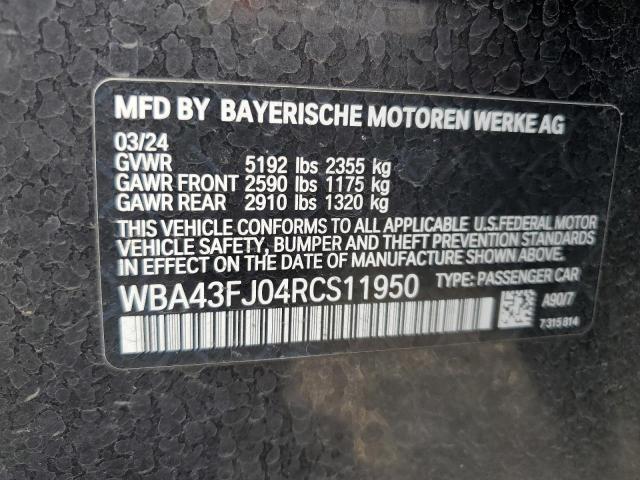 MFD BY BAYERISCHE MOTOREN WERKE AG
03/24
GVWR 5192 lbs 2355 kg
GAWR FRONT 2590 lbs 1175 kg
GAWR REAR 2910 lbs 1320 kg
THIS VEHICLE CONFORMS TO ALL APPLICABLE U.S.FEDERAL MOTOR
VEHICLE SAFETY, BUMPER AND THEFT PREVENTION STANDARDS
IN EFFECT ON THE DATE OF MANUFACTURE SHOWN ABOVE.
WBA43FJ04RCS11950 TYPE: PASSENGER CAR
A90/7
7315814